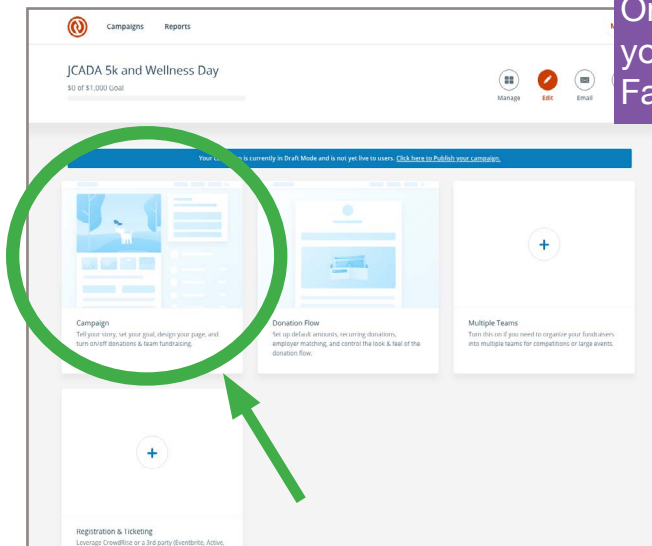 Campaigns Reports
JCADA 5k and Wellness Day
$0 of $1,000 Goal
Manage Edit Email
Your is currently in Draft Mode and is not yet live to users. Click here to Publish your campaign.
Campaign
Tell your story, set your goal, design your page, and
turn on/off donations & team fundraising.
Donation Flow
Set up default amounts, recurring donations,
employer matching, and control the look & feel of the
donation flow.
Multiple Teams
Turn this on if you need to organize your fundraisers
into multiple teams for competitions or large events.
Registration & Ticketing
Leverage CrowdRise or a 3rd party (Eventbrite, Active,